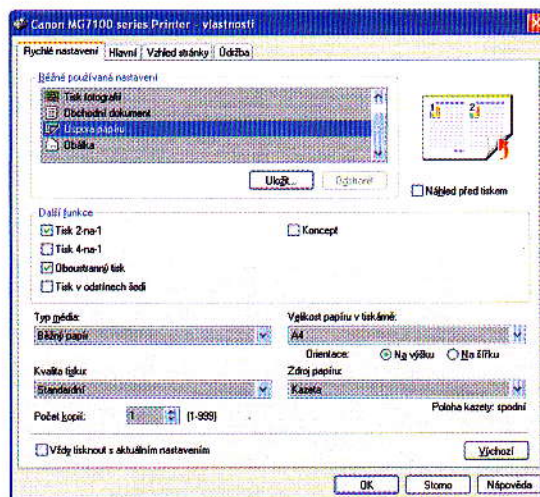 Canon MG7100 series Printer - vlastnosti
Rychlé nastavení Hlavní Vzhled stránky Údržba
Běžně používaná nastavení
Tisk fotografií
Obchodní dokument
Úspora papíru
Obálka
Uložit... Odstranit
1 2
Náhled před tiskem
Další funkce
Tisk 2-na-1 Koncept
Tisk 4-na-1
Oboustranný tisk
Tisk v odstínech šedi
Typ média: Velikost papíru v tiskárně:
Běžný papír A4
Orientace: Na výšku Na šířku
Kvalita tisku: Zdroj papíru:
Standardní Kazeta
Poloha kazety: spodní
Počet kopií: 1 (1-999)
Vždy tisknout s aktuálním nastavením Výchozí
OK Storno Nápověda